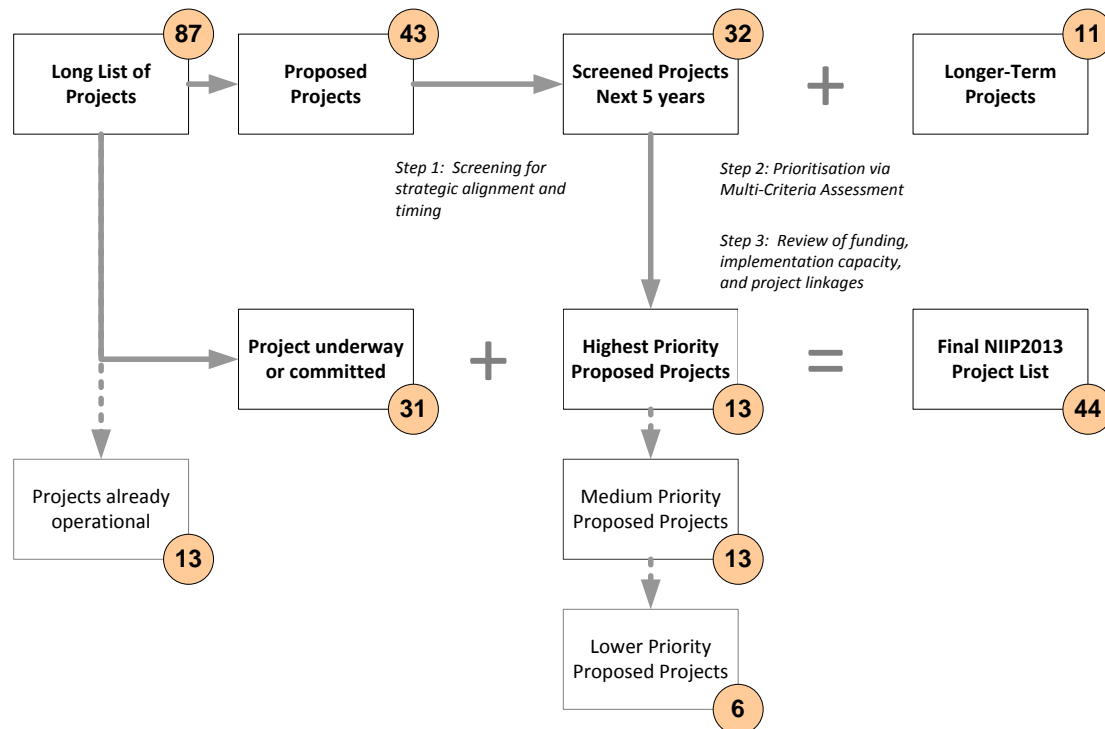 87
Long List of
Projects
43
Proposed
Projects
32
Screened Projects
Next 5 years
+
11
Longer-Term
Projects
Step 1:  Screening for
strategic alignment and
timing
Step 2: Prioritisation via
Multi-Criteria Assessment
Step 3:  Review of funding,
implementation capacity,
and project linkages
Project underway
or committed
31
+
Highest Priority
Proposed Projects
13
=
Final NIIP2013
Project List
44
Projects already
operational
13
Medium Priority
Proposed Projects
13
Lower Priority
Proposed Projects
6